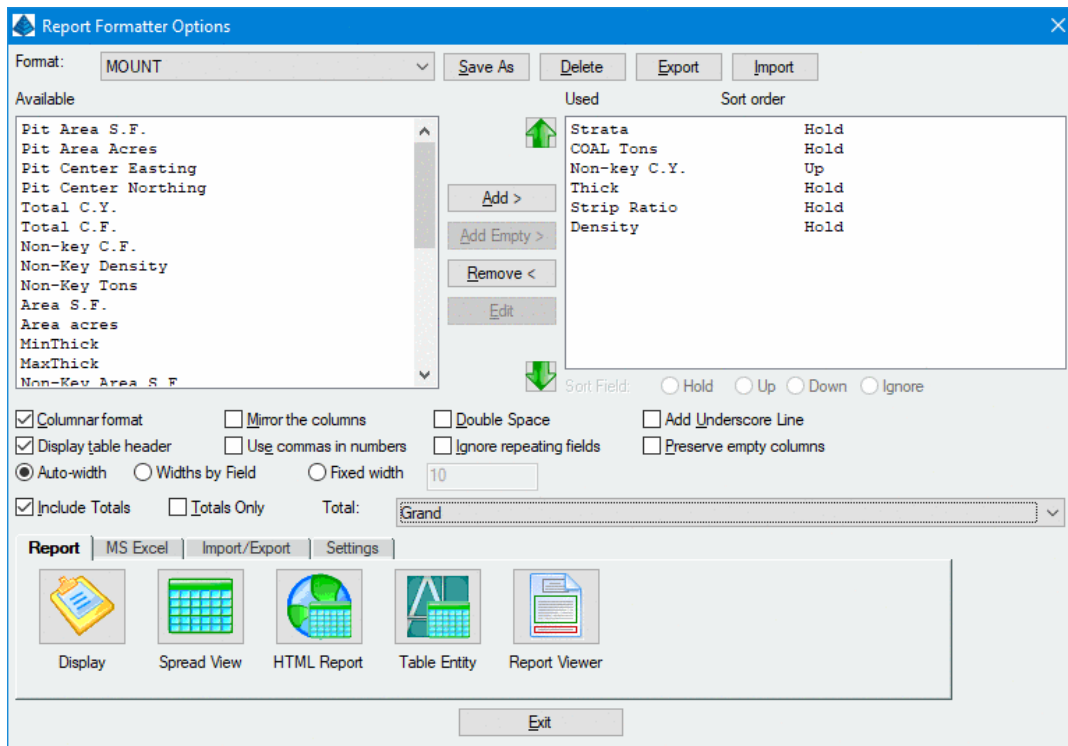 Report Formatter Options
Format: MOUNT Save As Delete Export Import
Available Used Sort order
Pit Area S.F.
Pit Area Acres
Pit Center Easting
Pit Center Northing
Total C.Y.
Total C.F.
Non-key C.F.
Non-Key Density
Non-Key Tons
Area S.F.
Area acres
MinThick
MaxThick
Non-Key Area S F
Add >
Add Empty >
Remove <
Edit
Strata Hold
COAL Tons Hold
Non-key C.Y. Up
Thick Hold
Strip Ratio Hold
Density Hold
Sort Field: Hold Up Down Ignore
Columnar format Mirror the columns Double Space Add Underscore Line
Display table header Use commas in numbers Ignore repeating fields Preserve empty columns
Auto-width Widths by Field Fixed width 10
Include Totals Totals Only Total: Grand
Report MS Excel Import/Export Settings
Display Spread View HTML Report Table Entity Report Viewer
Exit